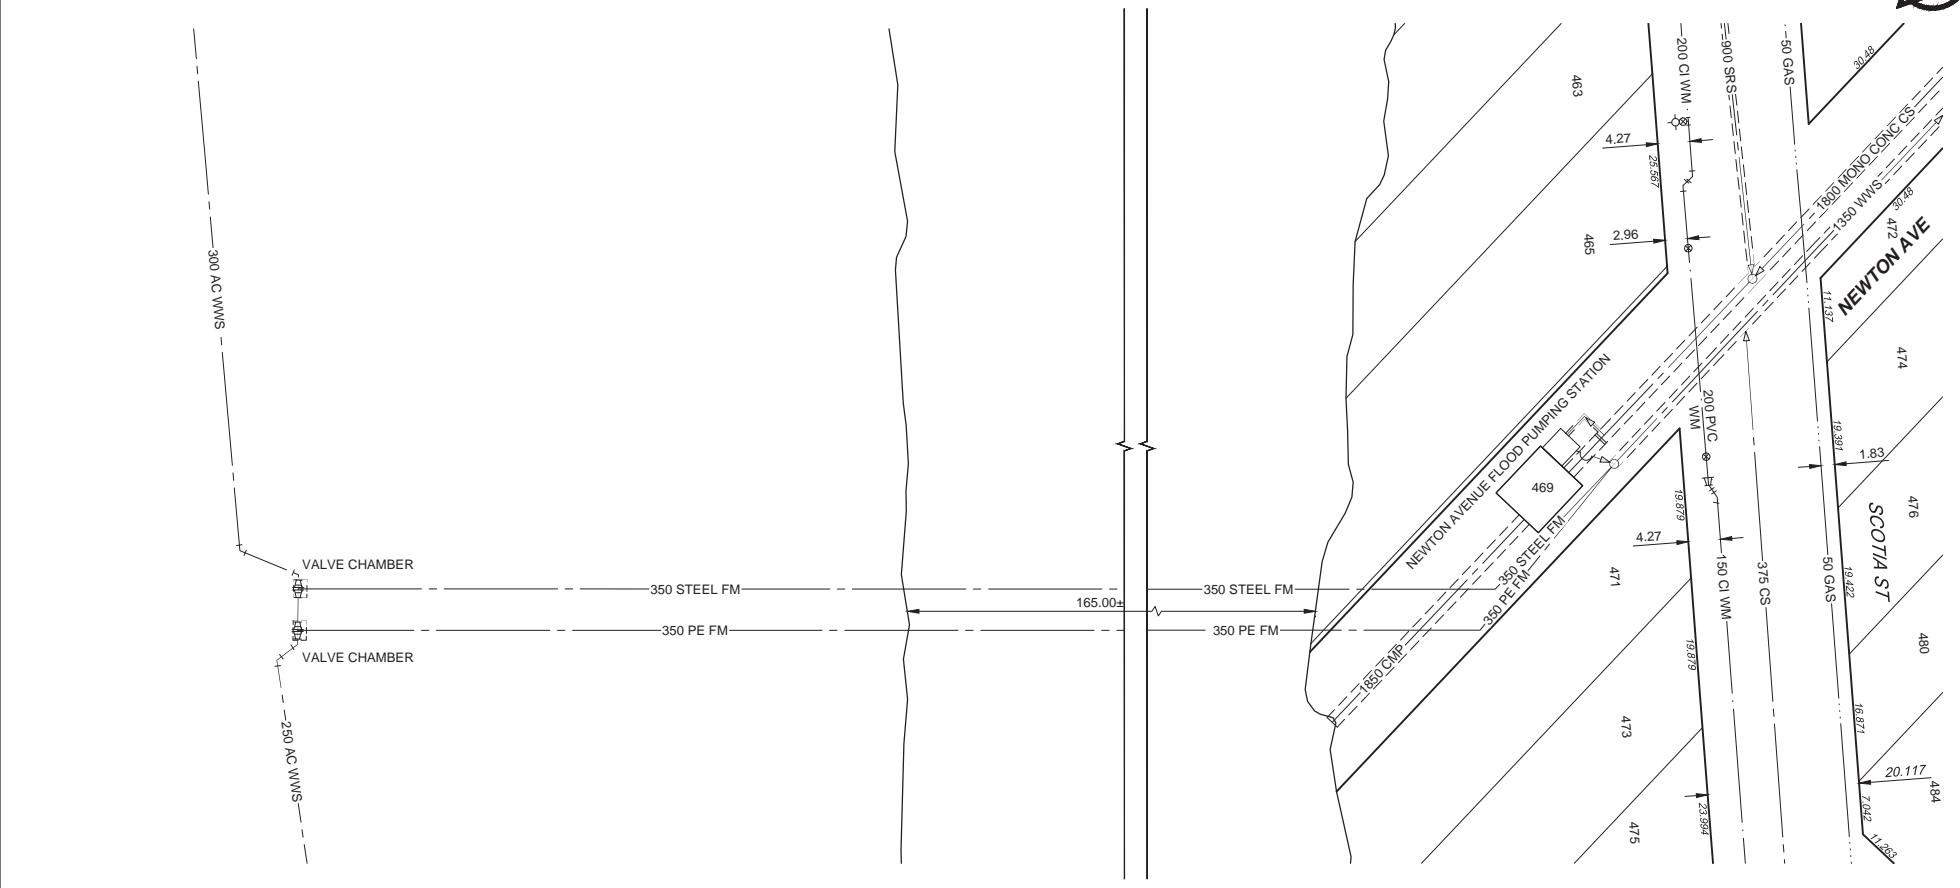 300 AC WWS
VALVE CHAMBER
VALVE CHAMBER
250 AC WWS
350 STEEL FM
350 PE FM
165.00±
350 STEEL FM
350 PE FM
463
465
4.27
25.567
2.96
200 CI WM
900 SRS
50 GAS
30.48
1800 MONO CONC CS
1350 WWS
30.48
472
NEWTON AVE
11.137
474
NEWTON AVENUE FLOOD PUMPING STATION
469
350 STEEL FM
350 PE FM
1850 CMP
200 PVC
WM
19.391
1.83
476
SCOTIA ST
19.879
4.27
471
150 CI WM
375 CS
50 GAS
19.422
480
19.879
473
16.871
20.117
484
7.042
23.994
475
11.263